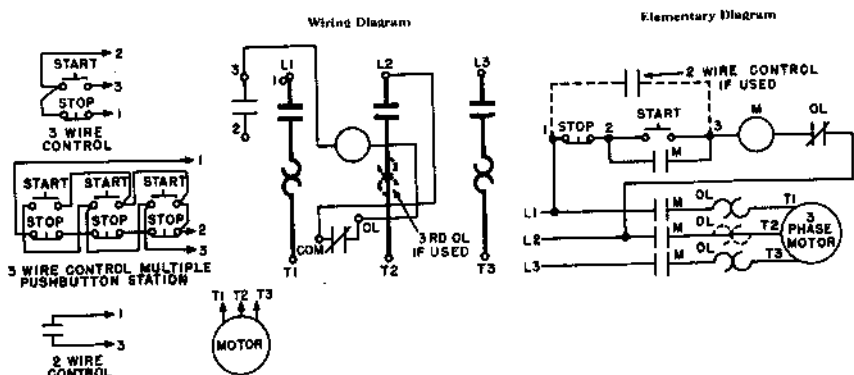 Wiring Diagram
Elementary Diagram
2
START
3
STOP
1
3 WIRE
CONTROL
1
START START START
STOP STOP STOP
2
3
3 WIRE CONTROL MULTIPLE
PUSHBUTTON STATION
1
3
2 WIRE
CONTROL
3
2
L1
1
L2
L3
COM
OL
3 RD OL
IF USED
T1
T2
T3
T1 T2 T3
MOTOR
2 WIRE CONTROL
IF USED
1
STOP
2
START
3
M
OL
M
L1
M
OL
T1
L2
M
OL
T2
L3
M
OL
T3
3
PHASE
MOTOR